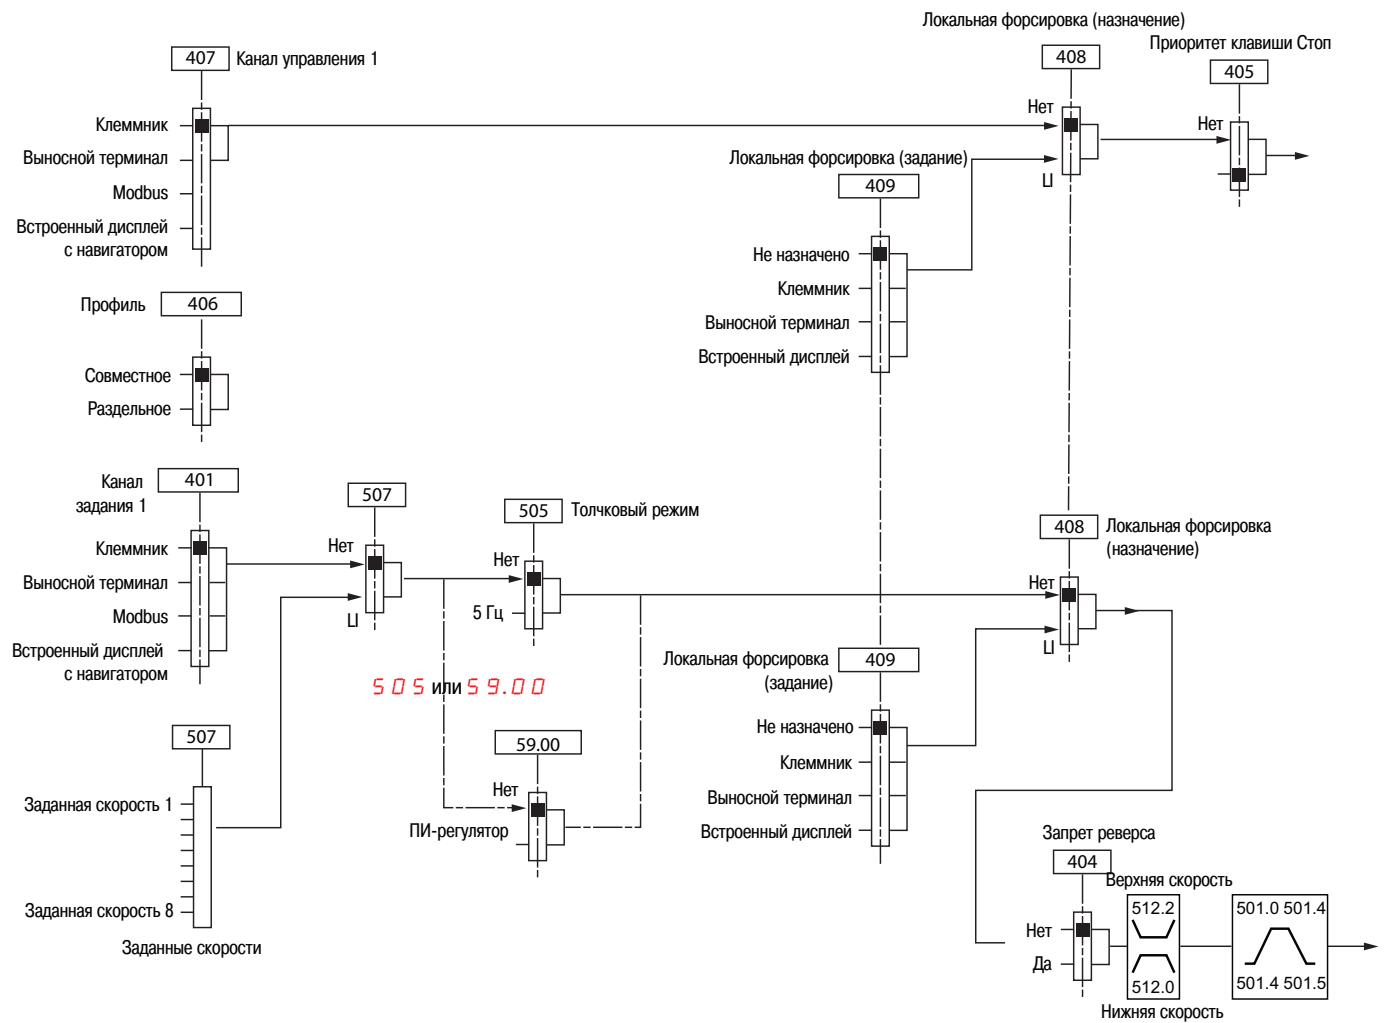 Локальная форсировка (назначение)
407 Канал управления 1
408
Приоритет клавиши Стоп
405
Клеммник
Выносной терминал
Modbus
Встроенный дисплей
с навигатором
Нет
LI
Нет
Локальная форсировка (задание)
409
Не назначено
Клеммник
Выносной терминал
Встроенный дисплей
Профиль 406
Совместное
Раздельное
Канал
задания 1
401
Клеммник
Выносной терминал
Modbus
Встроенный дисплей
с навигатором
507
Нет
LI
505 Толчковый режим
Нет
5 Гц
408 Локальная форсировка
(назначение)
Нет
LI
505 или 59.00
Локальная форсировка
(задание)
409
Не назначено
Клеммник
Выносной терминал
Встроенный дисплей
507
Заданная скорость 1
Заданная скорость 8
Заданные скорости
59.00
Нет
ПИ-регулятор
Запрет реверса
404
Нет
Да
Верхняя скорость
512.2
512.0
Нижняя скорость
501.0 501.4
501.4 501.5